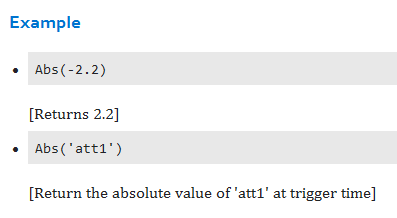 Example
Abs(-2.2)
[Returns 2.2]
Abs('att1')
[Return the absolute value of 'att1' at trigger time]